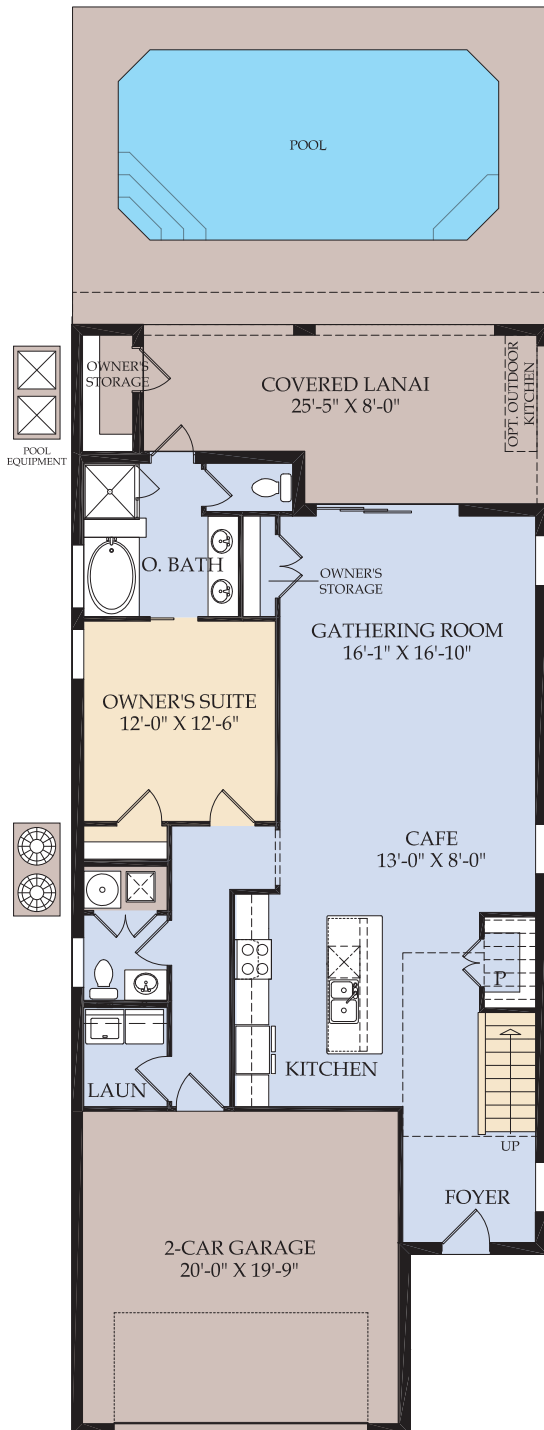 POOL
OWNER'S
STORAGE
COVERED LANAI
25'-5" X 8'-0"
OPT. OUTDOOR
KITCHEN
POOL
EQUIPMENT
O. BATH
OWNER'S
STORAGE
GATHERING ROOM
16'-1" X 16'-10"
OWNER'S SUITE
12'-0" X 12'-6"
CAFE
13'-0" X 8'-0"
P
KITCHEN
LAUN
UP
FOYER
2-CAR GARAGE
20'-0" X 19'-9"